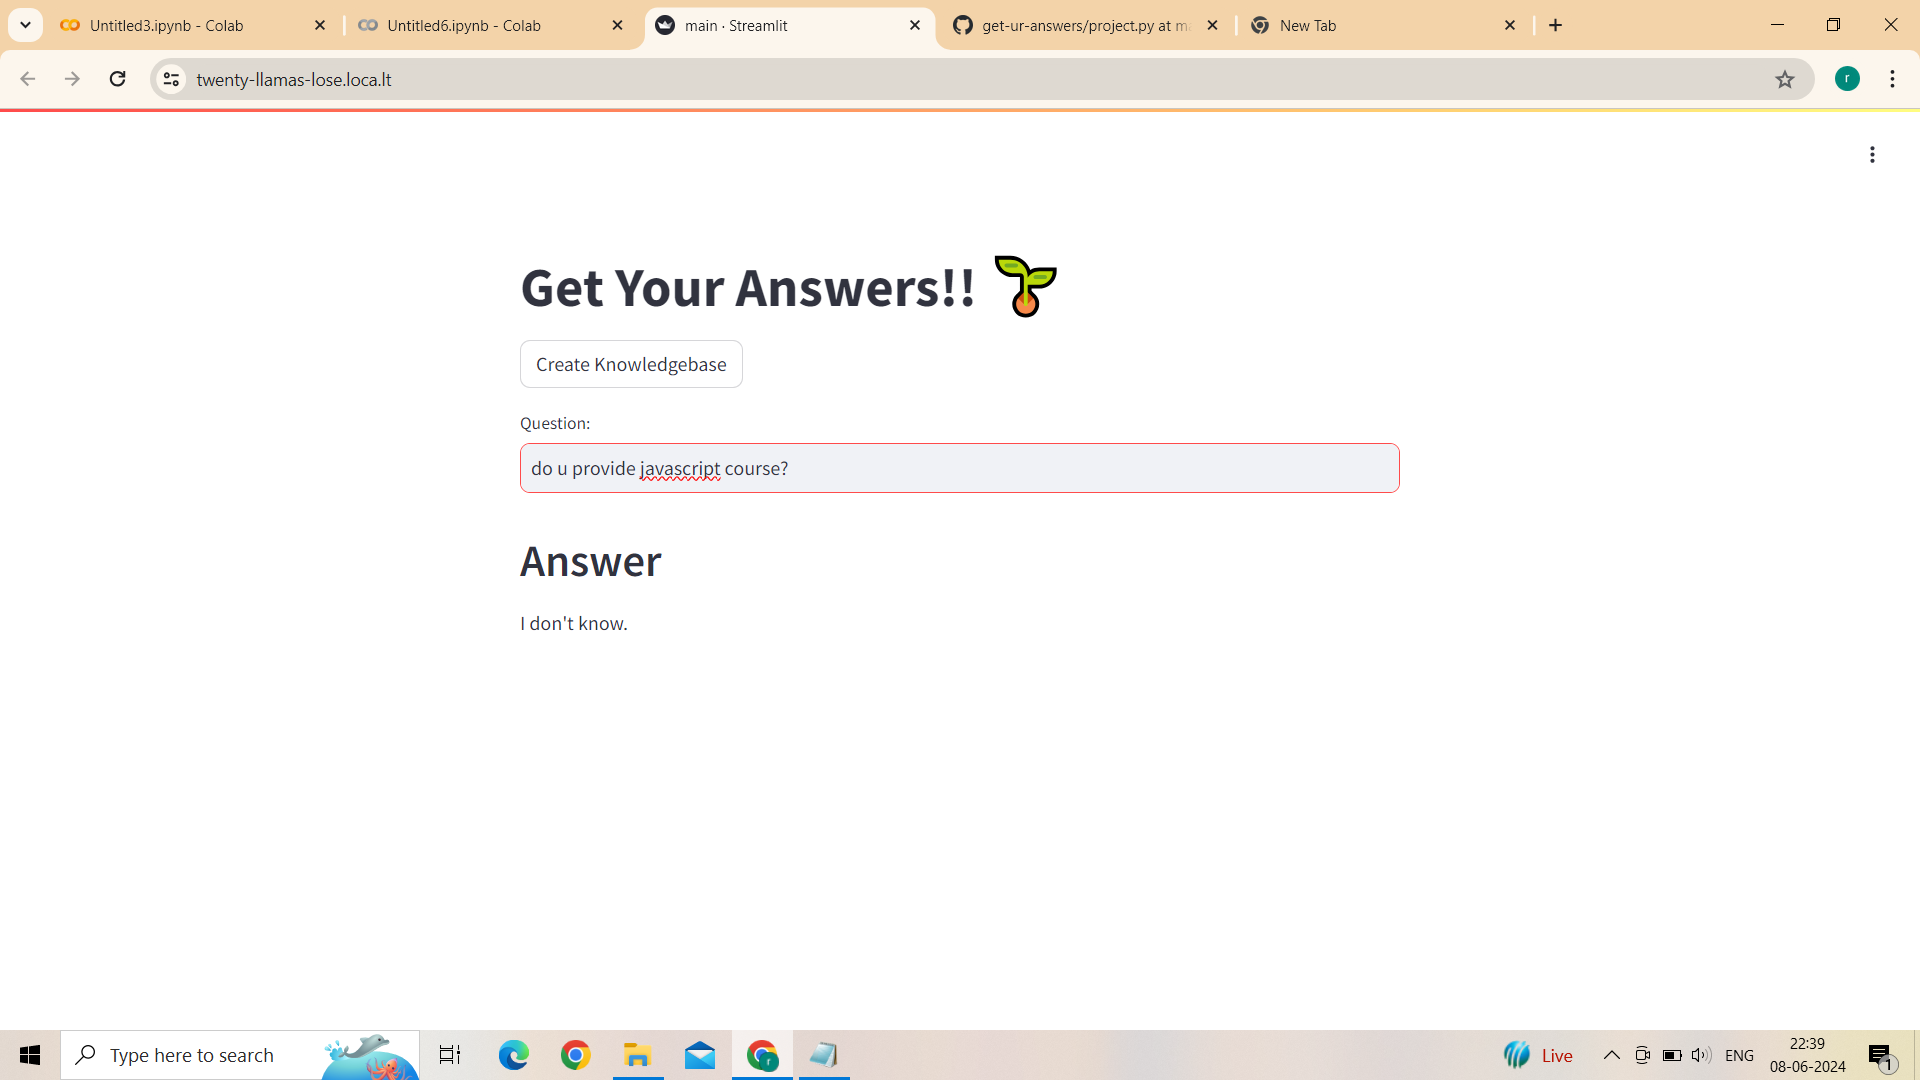 Untitled3.ipynb - Colab
Untitled6.ipynb - Colab
main · Streamlit
get-ur-answers/project.py at m
New Tab
twenty-llamas-lose.loca.lt
r
Get Your Answers!!
Create Knowledgebase
Question:
do u provide javascript course?
Answer
I don't know.
Type here to search
r
Live
ENG
22:39
08-06-2024
1